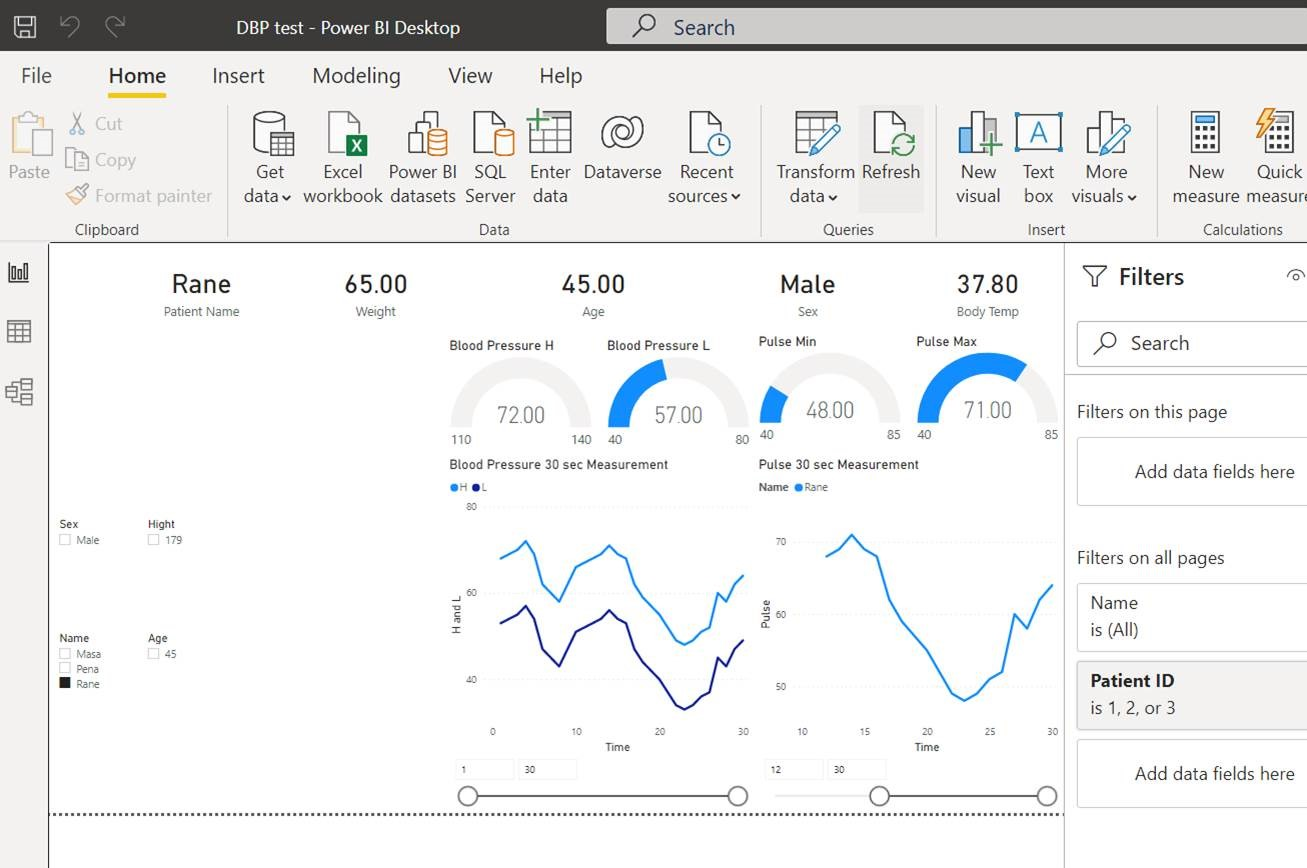 DBP test - Power BI Desktop
Search
File Home Insert Modeling View Help
Paste
Cut
Copy
Format painter
Clipboard
Get data
Excel workbook
Power BI datasets
SQL Server
Enter data
Dataverse
Recent sources
Data
Transform data
Refresh
Queries
New visual
Text box
More visuals
Insert
New measure
Quick measure
Calculations
Rane
Patient Name
65.00
Weight
45.00
Age
Male
Sex
37.80
Body Temp
Blood Pressure H
72.00
110 140
Blood Pressure L
57.00
40 80
Pulse Min
48.00
40 85
Pulse Max
71.00
40 85
Blood Pressure 30 sec Measurement
H L
80
60
40
H and L
0 10 20 30
Time
1 30
Pulse 30 sec Measurement
Name Rane
70
60
50
Pulse
10 15 20 25 30
Time
12 30
Sex
Male
Hight
179
Name
Masa
Pena
Rane
Age
45
Filters
Search
Filters on this page
Add data fields here
Filters on all pages
Name
is (All)
Patient ID
is 1, 2, or 3
Add data fields here